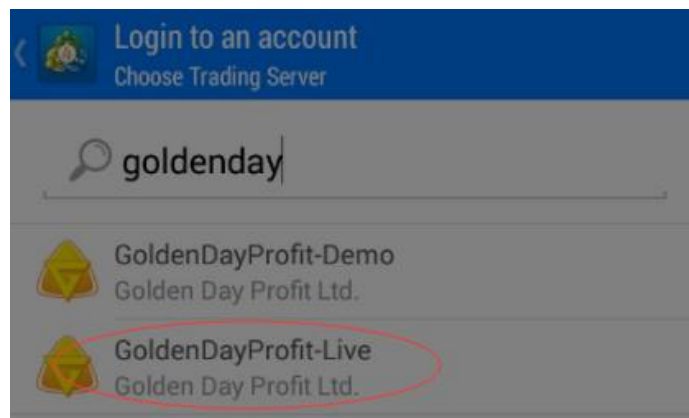 Login to an account
Choose Trading Server
goldenday
GoldenDayProfit-Demo
Golden Day Profit Ltd.
GoldenDayProfit-Live
Golden Day Profit Ltd.